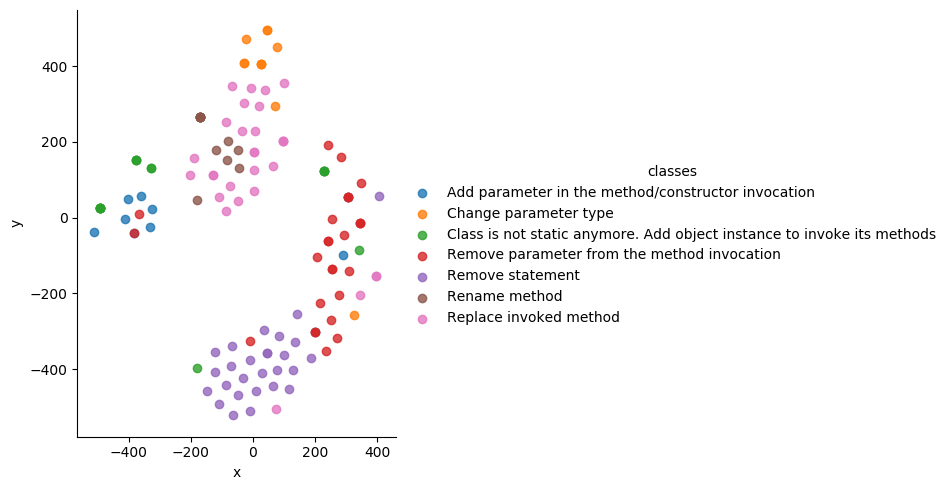 400
200
0
−200
−400
y
−400
−200
0
200
400
x
classes
Add parameter in the method/constructor invocation
Change parameter type
Class is not static anymore. Add object instance to invoke its methods
Remove parameter from the method invocation
Remove statement
Rename method
Replace invoked method